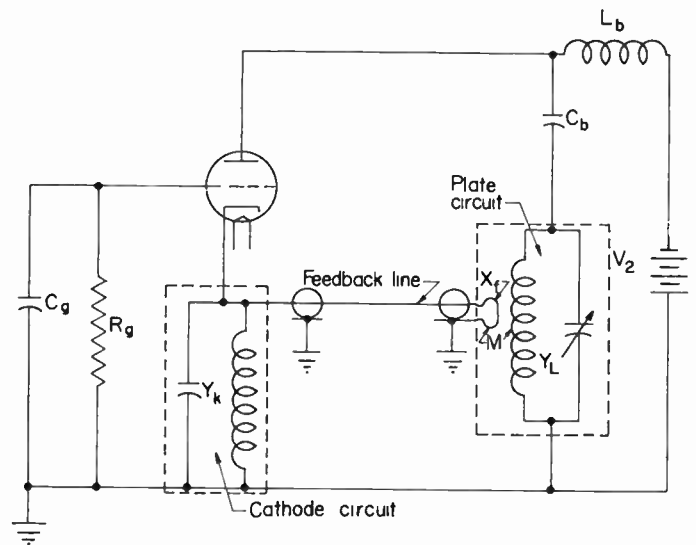 L_b
C_b
Plate
circuit
V_2
Feedback line
X_f
M
Y_L
C_g
R_g
Y_k
Cathode circuit